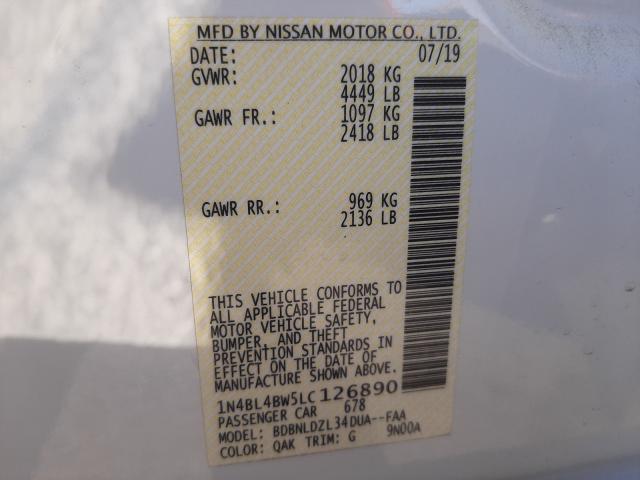 MFD BY NISSAN MOTOR CO., LTD.
DATE: 07/19
GVWR: 2018 KG
4449 LB
GAWR FR.: 1097 KG
2418 LB
GAWR RR.: 969 KG
2136 LB
THIS VEHICLE CONFORMS TO
ALL APPLICABLE FEDERAL
MOTOR VEHICLE SAFETY,
BUMPER, AND THEFT
PREVENTION STANDARDS IN
EFFECT ON THE DATE OF
MANUFACTURE SHOWN ABOVE.
1N4BL4BW5LC126890
PASSENGER CAR 678
MODEL: BDBNLDZL34DUA--FAA
COLOR: QAK TRIM: G 9N00A